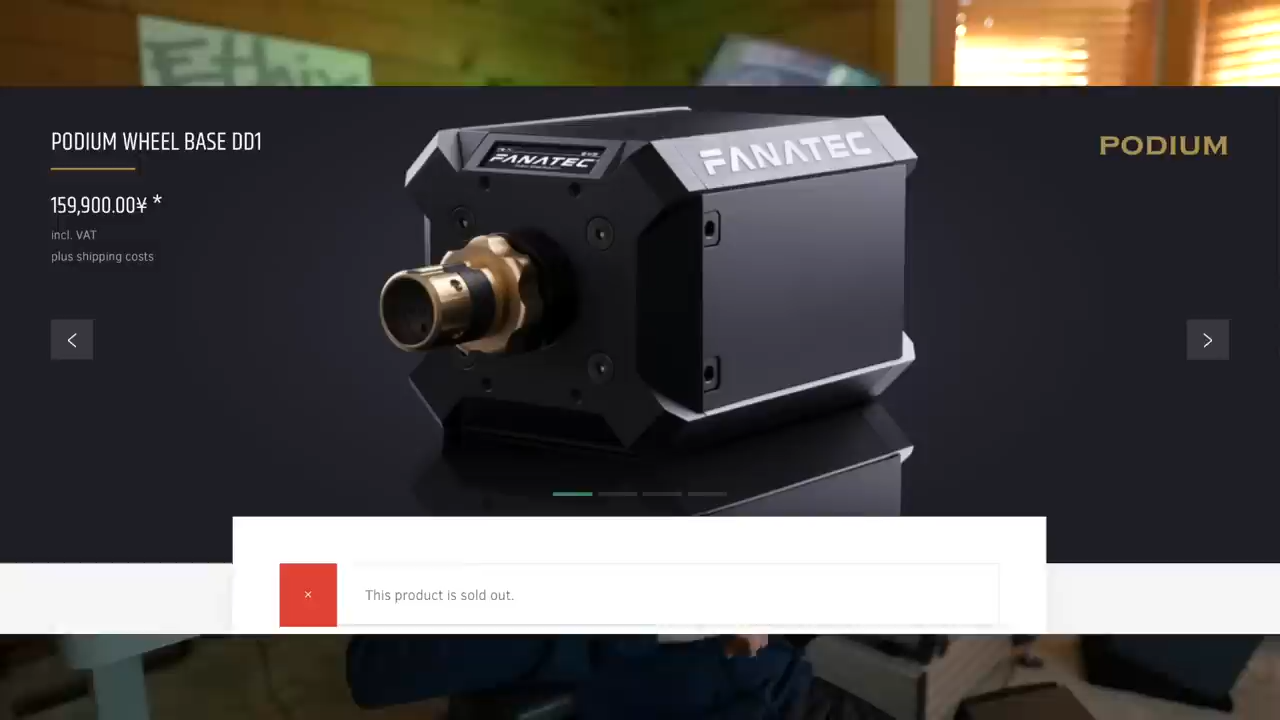 PODIUM WHEEL BASE DD1
159,900.00¥ *
incl. VAT
plus shipping costs
FANATEC
FANATEC
PODIUM
<
>
×
This product is sold out.